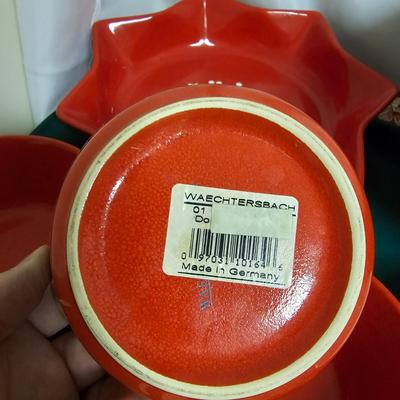 WAECHTERSBACH
01
Do
0 97031 10164 6
Made in Germany